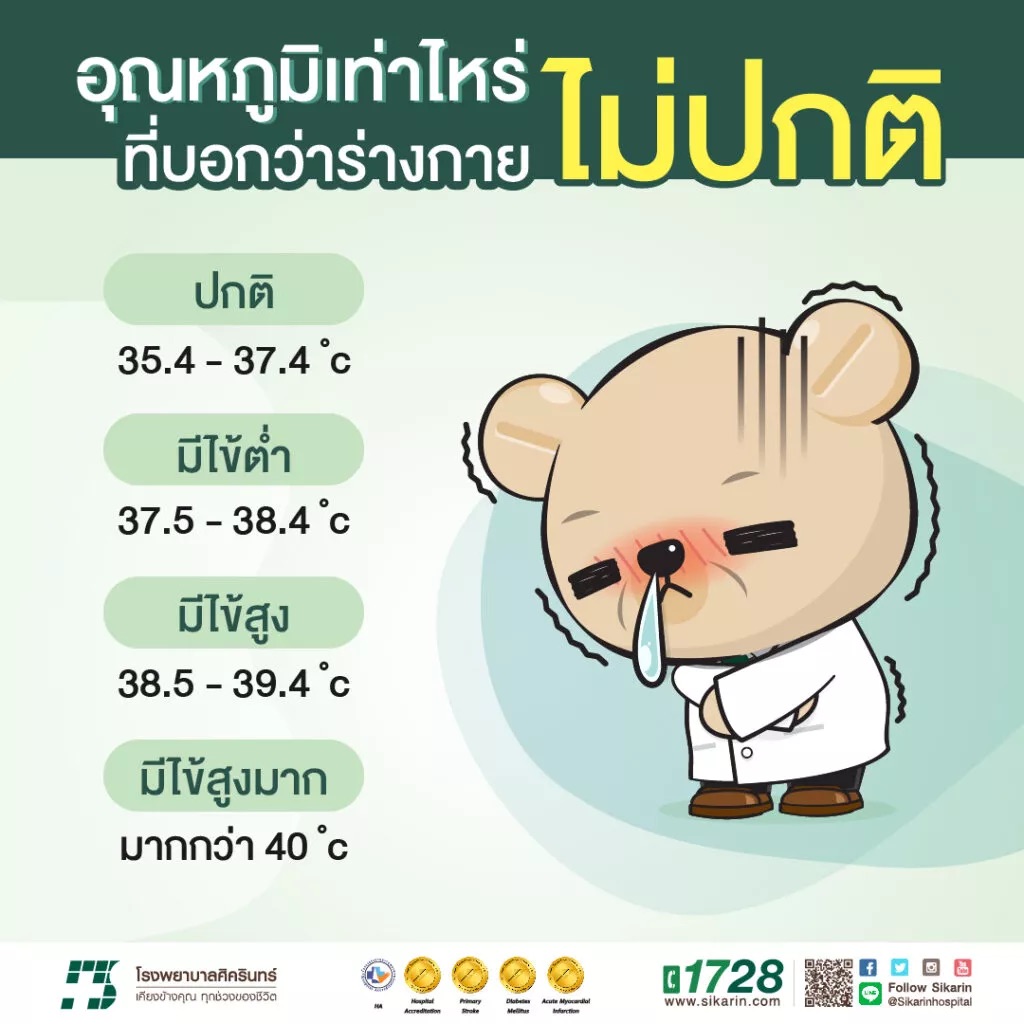 อุณหภูมิเท่าไหร่
ที่บอกว่าร่างกาย
ไม่ปกติ
ปกติ
35.4 - 37.4 °c
มีไข้ต่ำ
37.5 - 38.4 °c
มีไข้สูง
38.5 - 39.4 °c
มีไข้สูงมาก
มากกว่า 40 °c
โรงพยาบาลศิครินทร์
เคียงข้างคุณ ทุกช่วงของชีวิต
HA
Hospital
Accreditation
Primary
Stroke
Diabetes
Mellitus
Acute Myocardial
Infarction
1728
www.sikarin.com
LINE
Follow Sikarin
@Sikarinhospital